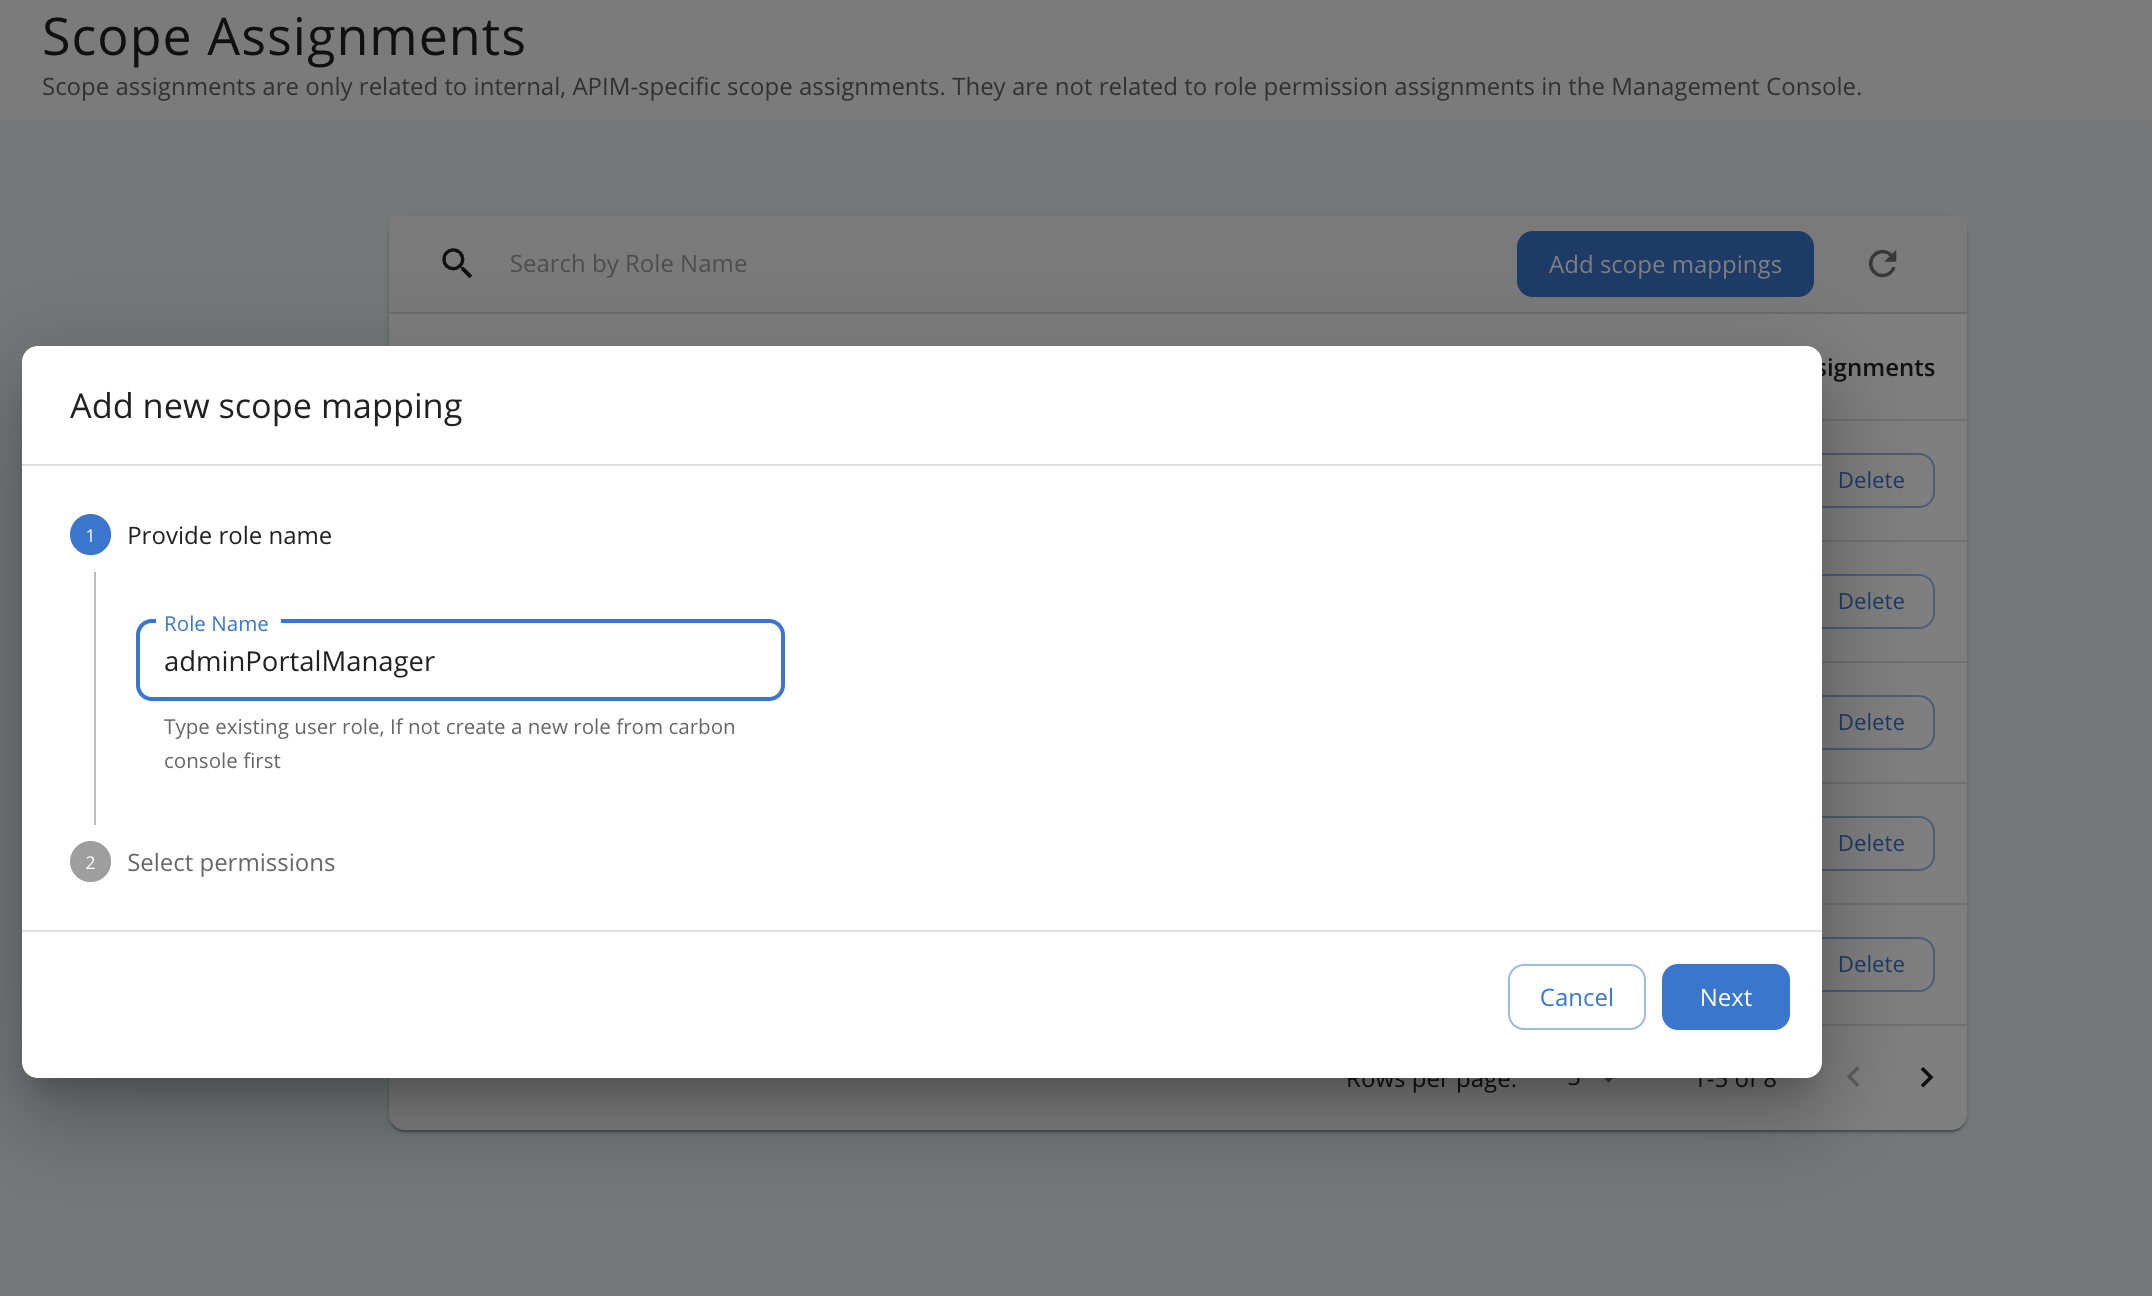 Scope Assignments
Scope assignments are only related to internal, APIM-specific scope assignments. They are not related to role permission assignments in the Management Console.
Search by Role Name
Add scope mappings
signments
Add new scope mapping
Delete
1 Provide role name
Delete
Role Name
adminPortalManager
Type existing user role, If not create a new role from carbon
console first
Delete
2 Select permissions
Delete
Delete
Cancel
Next
Rows per page: 5
1-5 of 8